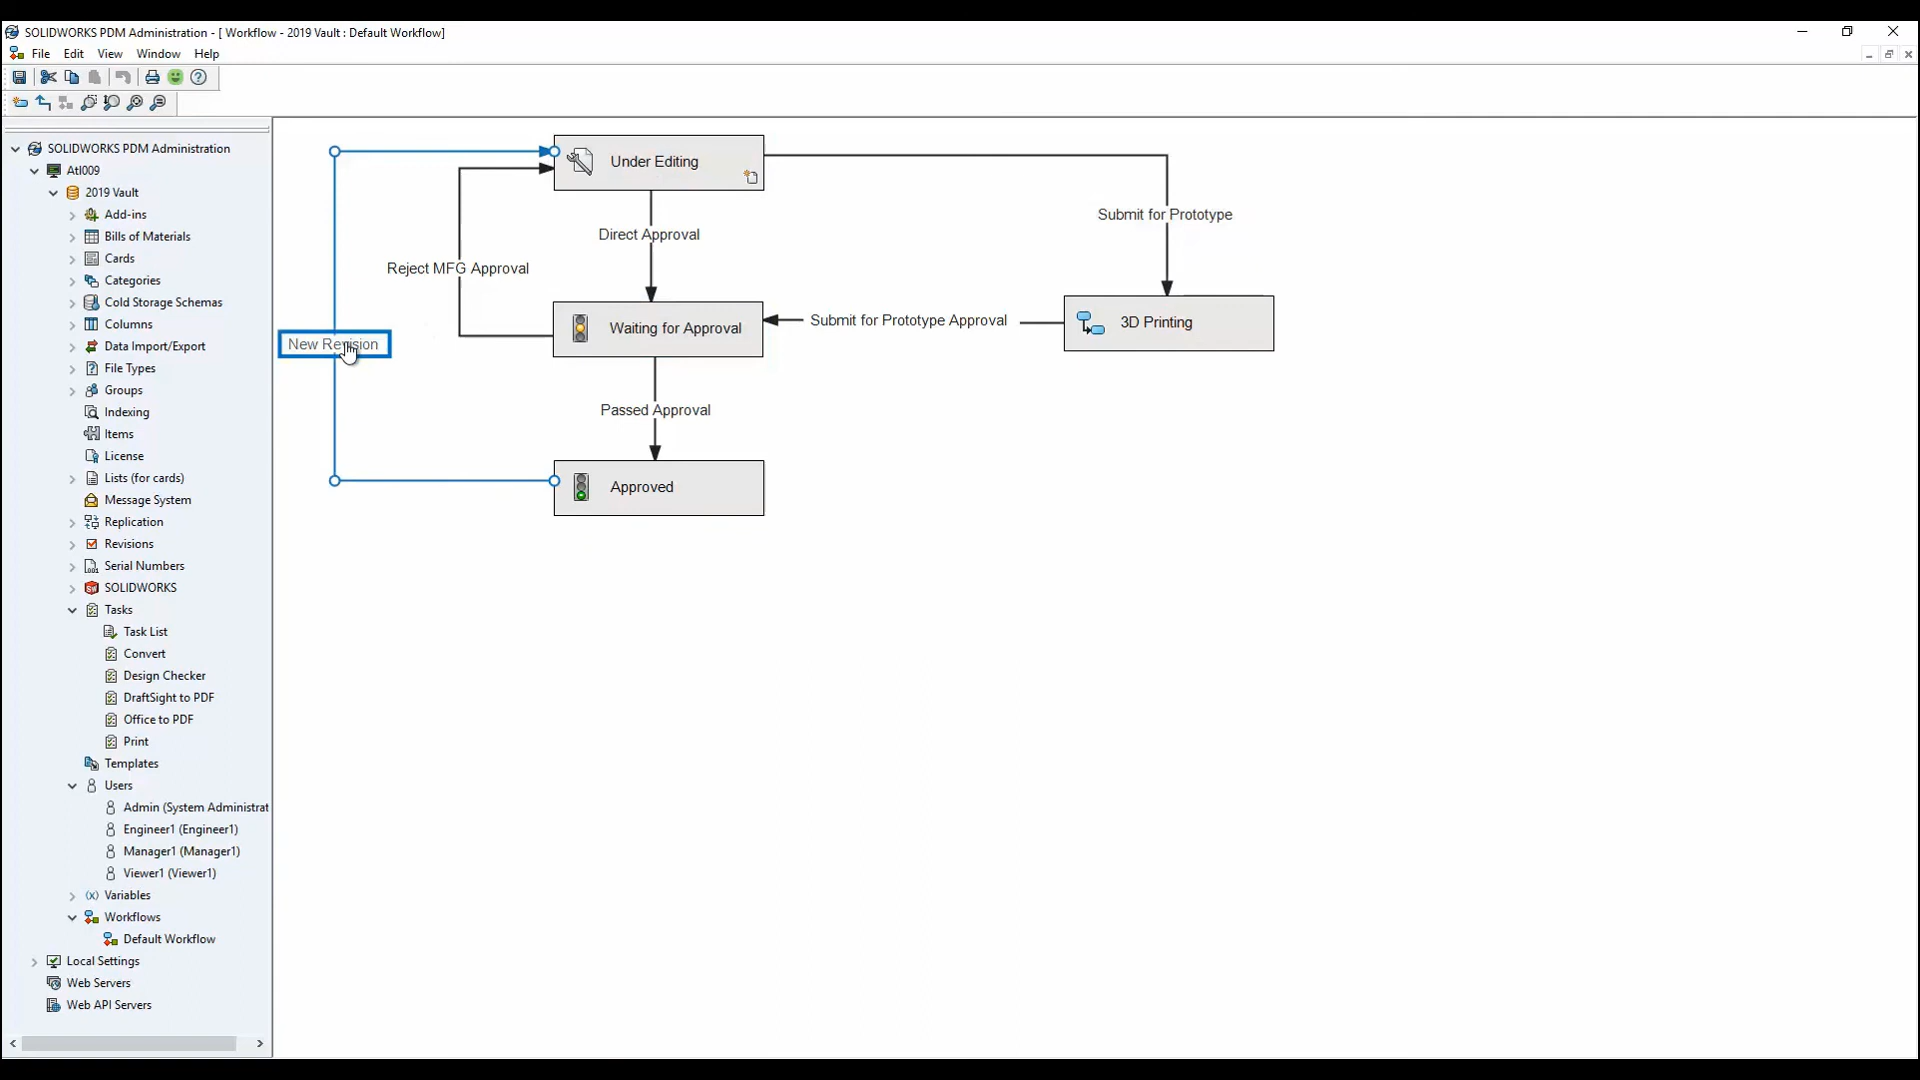 SOLIDWORKS PDM Administration - [ Workflow - 2019 Vault : Default Workflow]
File Edit View Window Help
SOLIDWORKS PDM Administration
Atl009
2019 Vault
Add-ins
Bills of Materials
Cards
Categories
Cold Storage Schemas
Columns
Data Import/Export
File Types
Groups
Indexing
Items
License
Lists (for cards)
Message System
Replication
Revisions
Serial Numbers
SOLIDWORKS
Tasks
Task List
Convert
Design Checker
DraftSight to PDF
Office to PDF
Print
Templates
Users
Admin (System Administrat
Engineer1 (Engineer1)
Manager1 (Manager1)
Viewer1 (Viewer1)
Variables
Workflows
Default Workflow
Local Settings
Web Servers
Web API Servers
Under Editing
Submit for Prototype
Direct Approval
Reject MFG Approval
Waiting for Approval
Submit for Prototype Approval
3D Printing
New Revision
Passed Approval
Approved